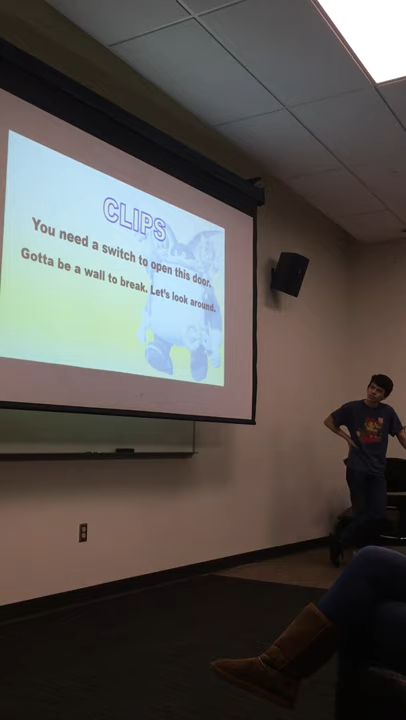 CLIPS
You need a switch to open this door.
Gotta be a wall to break. Let's look around.